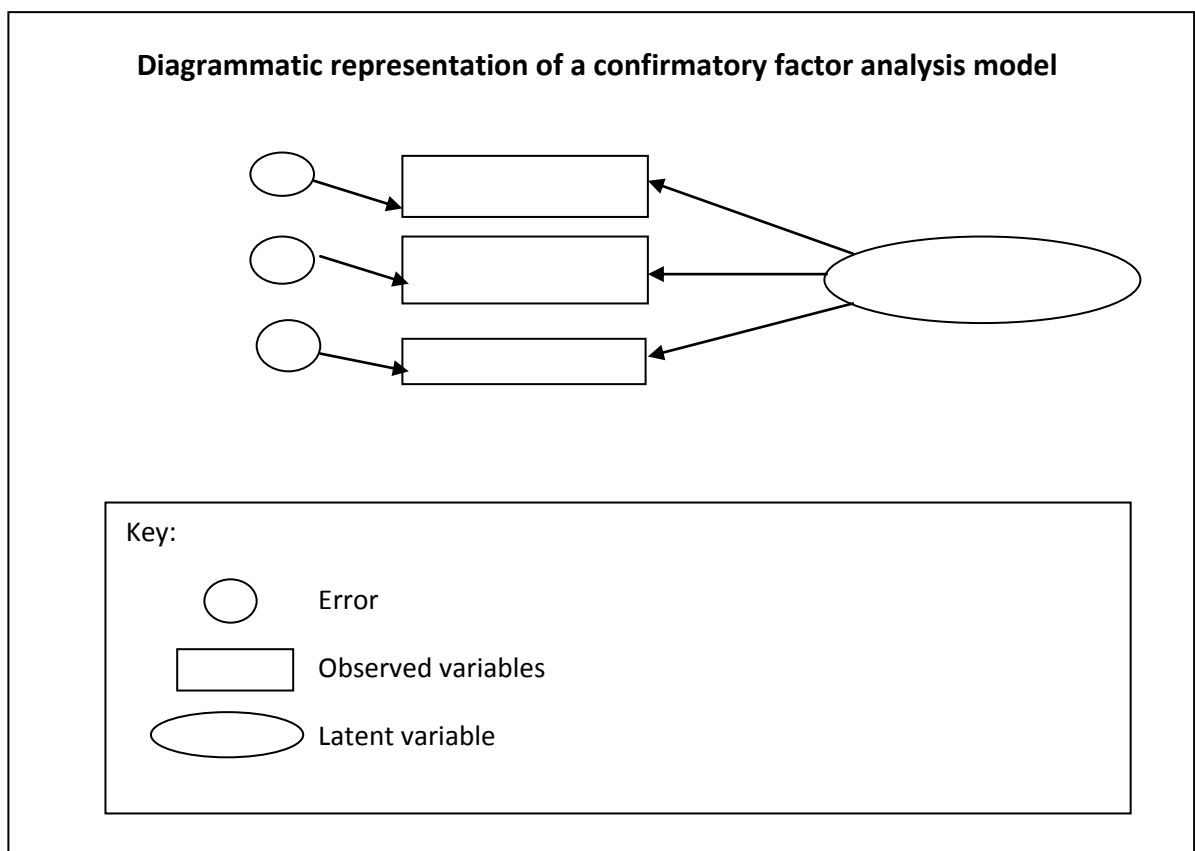 Diagrammatic representation of a confirmatory factor analysis model
Key:
Error
Observed variables
Latent variable